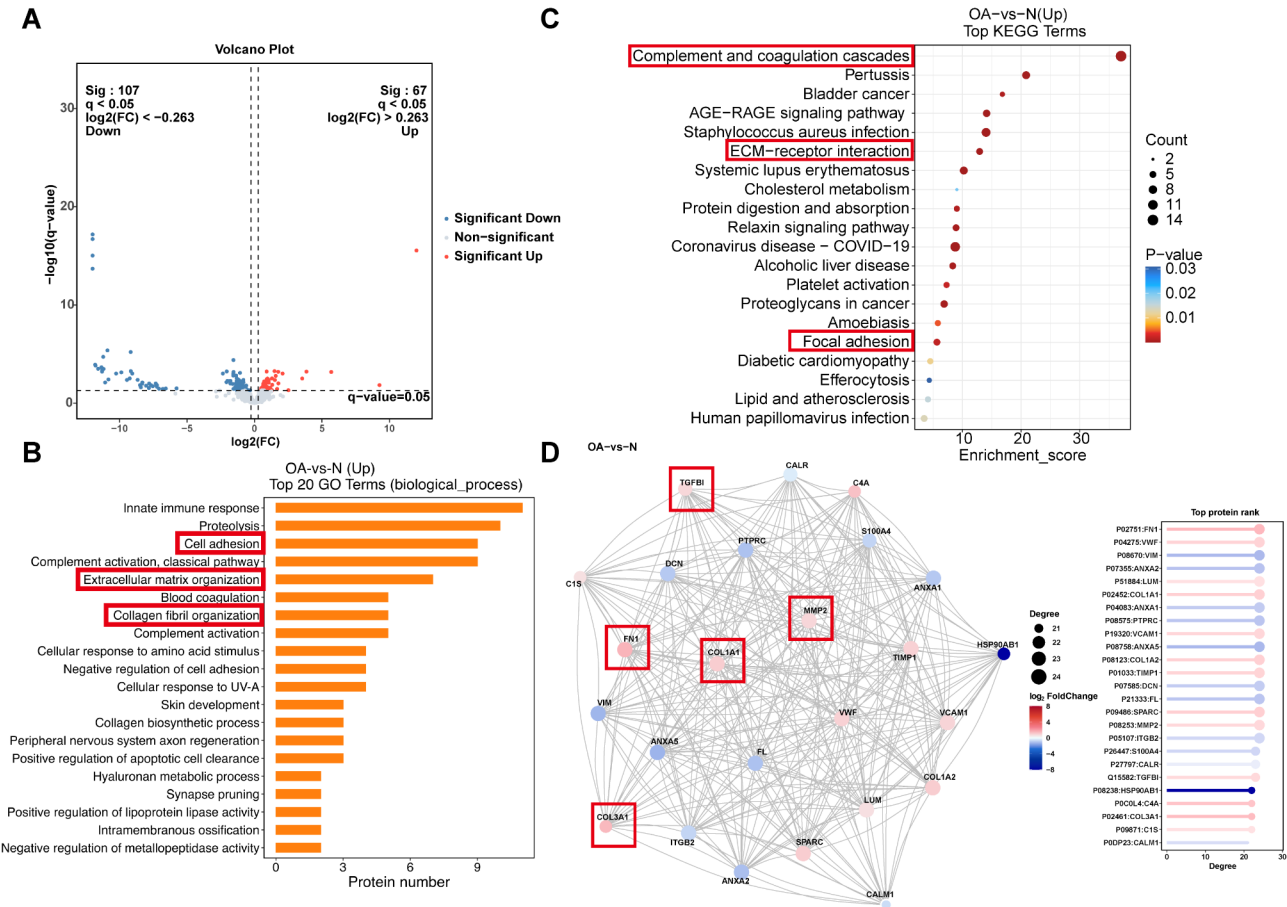 A
Volcano Plot
Sig : 107
q < 0.05
log2(FC) < −0.263
Down
Sig : 67
q < 0.05
log2(FC) > 0.263
Up
30
20
10
0
−log10(q−value)
q−value=0.05
−10
−5
0
5
10
log2(FC)
Significant Down
Non−significant
Significant Up
B
OA−vs−N (Up)
Top 20 GO Terms (biological_process)
Innate immune response
Proteolysis
Cell adhesion
Complement activation, classical pathway
Extracellular matrix organization
Blood coagulation
Collagen fibril organization
Complement activation
Cellular response to amino acid stimulus
Negative regulation of cell adhesion
Cellular response to UV−A
Skin development
Collagen biosynthetic process
Peripheral nervous system axon regeneration
Positive regulation of apoptotic cell clearance
Hyaluronan metabolic process
Synapse pruning
Positive regulation of lipoprotein lipase activity
Intramembranous ossification
Negative regulation of metallopeptidase activity
0
3
6
9
Protein number
C
OA−vs−N(Up)
Top KEGG Terms
Complement and coagulation cascades
Pertussis
Bladder cancer
AGE−RAGE signaling pathway
Staphylococcus aureus infection
ECM−receptor interaction
Systemic lupus erythematosus
Cholesterol metabolism
Protein digestion and absorption
Relaxin signaling pathway
Coronavirus disease − COVID−19
Alcoholic liver disease
Platelet activation
Proteoglycans in cancer
Amoebiasis
Focal adhesion
Diabetic cardiomyopathy
Efferocytosis
Lipid and atherosclerosis
Human papillomavirus infection
10
20
30
Enrichment_score
Count
2
5
8
11
14
P−value
0.03
0.02
0.01
D
OA−vs−N
TGFBI
CALR
C4A
S100A4
PTPRC
DCN
C1S
ANXA1
MMP2
FN1
COL1A1
TIMP1
HSP90AB1
VIM
VWF
VCAM1
ANXA5
FL
COL1A2
LUM
COL3A1
ITGB2
SPARC
ANXA2
CALM1
Degree
21
22
23
24
log2 FoldChange
8
4
0
−4
−8
Top protein rank
P02751:FN1
P04275:VWF
P08670:VIM
P07355:ANXA2
P51884:LUM
P02452:COL1A1
P04083:ANXA1
P08575:PTPRC
P19320:VCAM1
P08758:ANXA5
P08123:COL1A2
P01033:TIMP1
P07585:DCN
P21333:FL
P09486:SPARC
P08253:MMP2
P05107:ITGB2
P26447:S100A4
P27797:CALR
Q15582:TGFBI
P08238:HSP90AB1
P0C0L4:C4A
P02461:COL3A1
P09871:C1S
P0DP23:CALM1
0
10
20
30
Degree